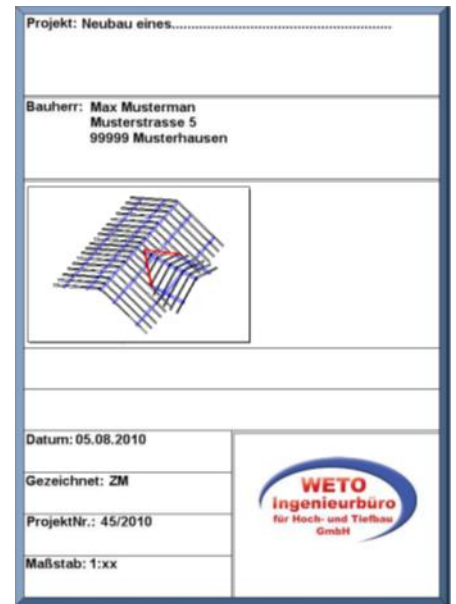 Projekt: Neubau eines......................................................
Bauherr: Max Musterman
Musterstrasse 5
99999 Musterhausen
Datum: 05.08.2010
Gezeichnet: ZM
ProjektNr.: 45/2010
Maßstab: 1:xx
WETO
Ingenieurbüro
für Hoch- und Tiefbau
GmbH